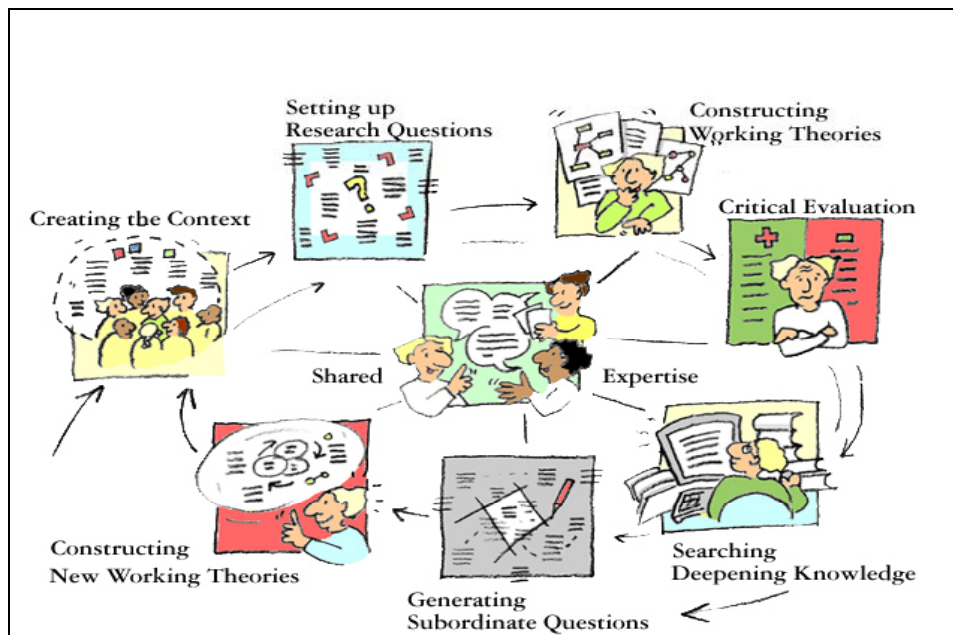 Setting up
Research Questions
Constructing
Working Theories
Creating the Context
Critical Evaluation
Shared
Expertise
Searching
Deepening Knowledge
Generating
Subordinate Questions
Constructing
New Working Theories
?